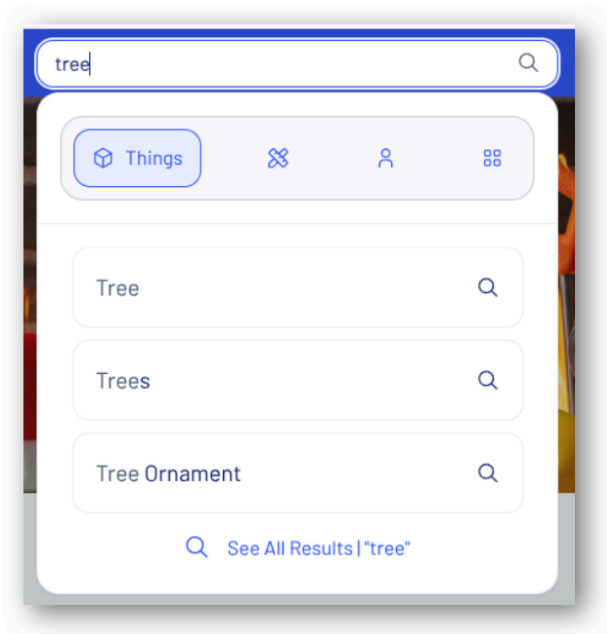 tree
Things
Tree
Trees
Tree Ornament
See All Results | "tree"